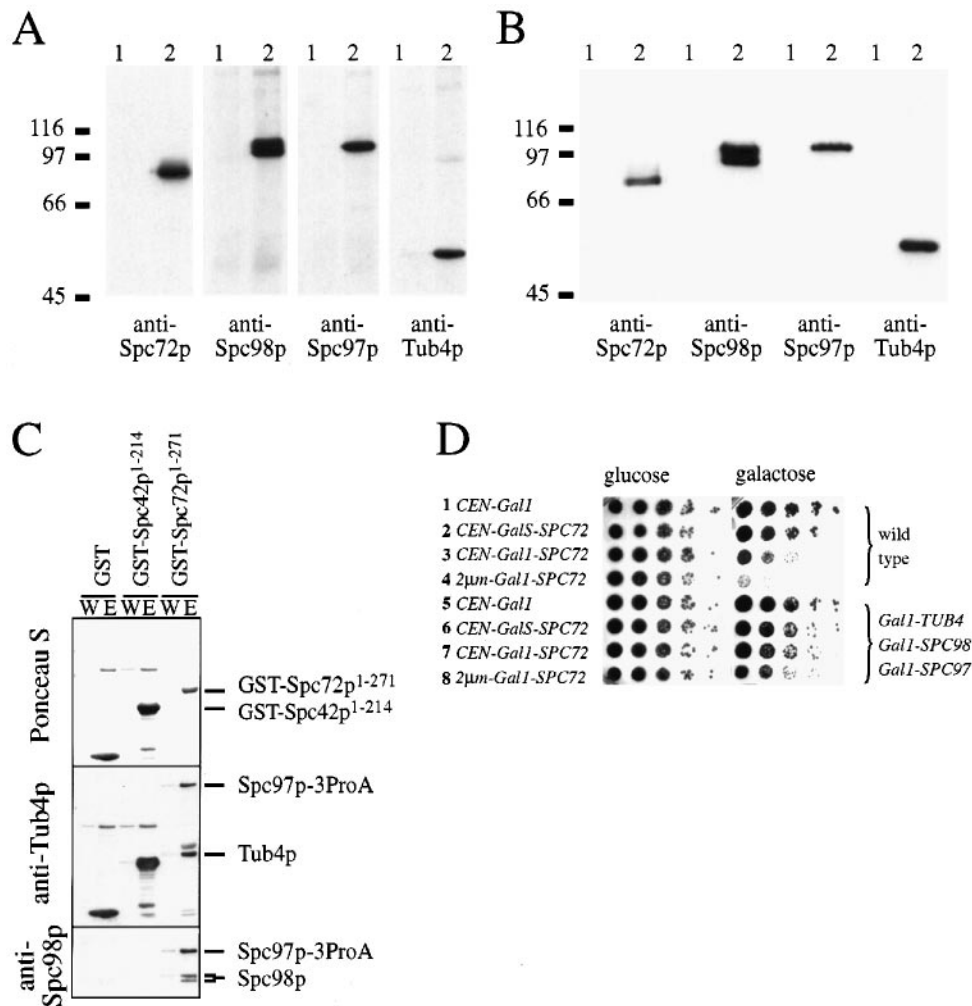 A
1 2 1 2 1 2 1 2
116
97
66
45
anti-Spc72p
anti-Spc98p
anti-Spc97p
anti-Tub4p
B
1 2 1 2 1 2 1 2
116
97
66
45
anti-Spc72p
anti-Spc98p
anti-Spc97p
anti-Tub4p
C
GST
GST-Spc42p1-214
GST-Spc72p1-271
W E W E W E
Ponceau S
GST-Spc72p1-271
GST-Spc42p1-214
anti-Tub4p
Spc97p-3ProA
Tub4p
anti-Spc98p
Spc97p-3ProA
Spc98p
D
glucose galactose
1 CEN-Gal1
2 CEN-GalS-SPC72
3 CEN-Gal1-SPC72
4 2µm-Gal1-SPC72
wild type
5 CEN-Gal1
6 CEN-GalS-SPC72
7 CEN-Gal1-SPC72
8 2µm-Gal1-SPC72
Gal1-TUB4
Gal1-SPC98
Gal1-SPC97